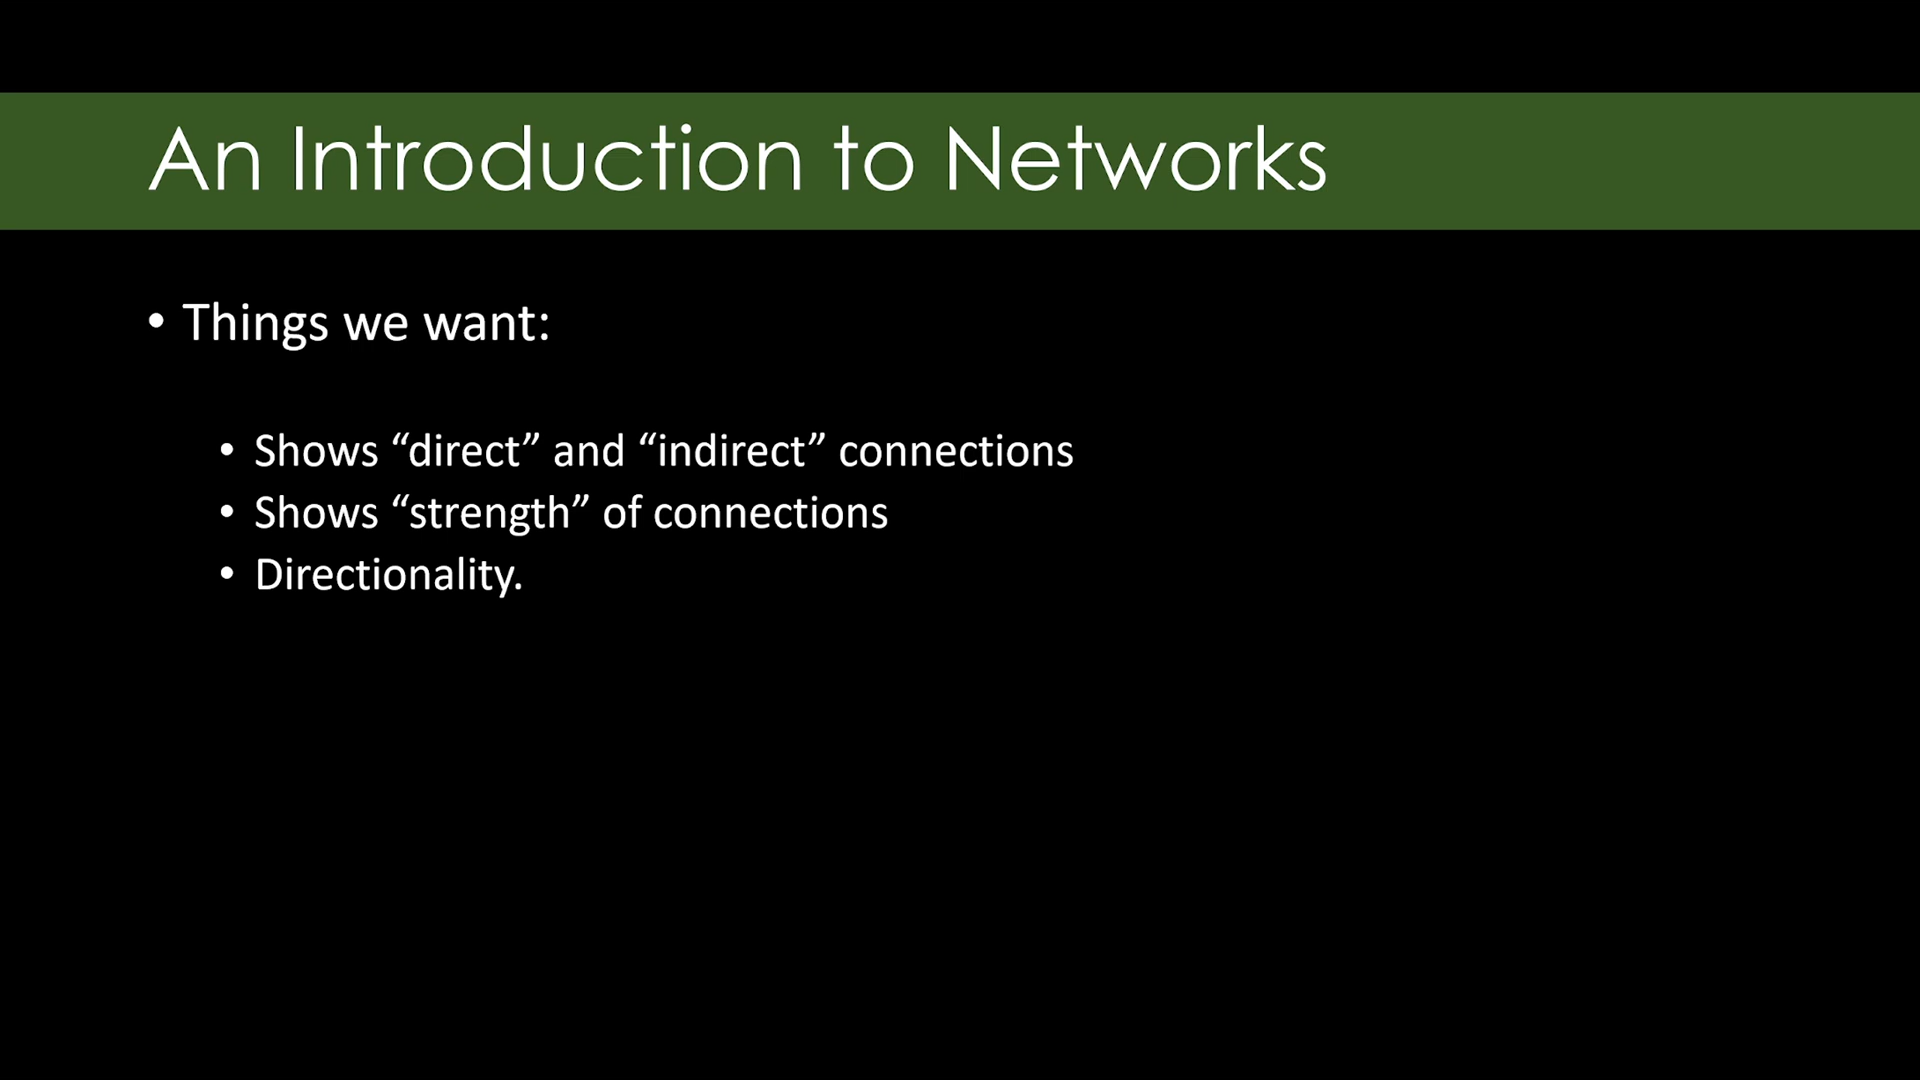 An Introduction to Networks
• Things we want:
• Shows “direct” and “indirect” connections
• Shows “strength” of connections
• Directionality.